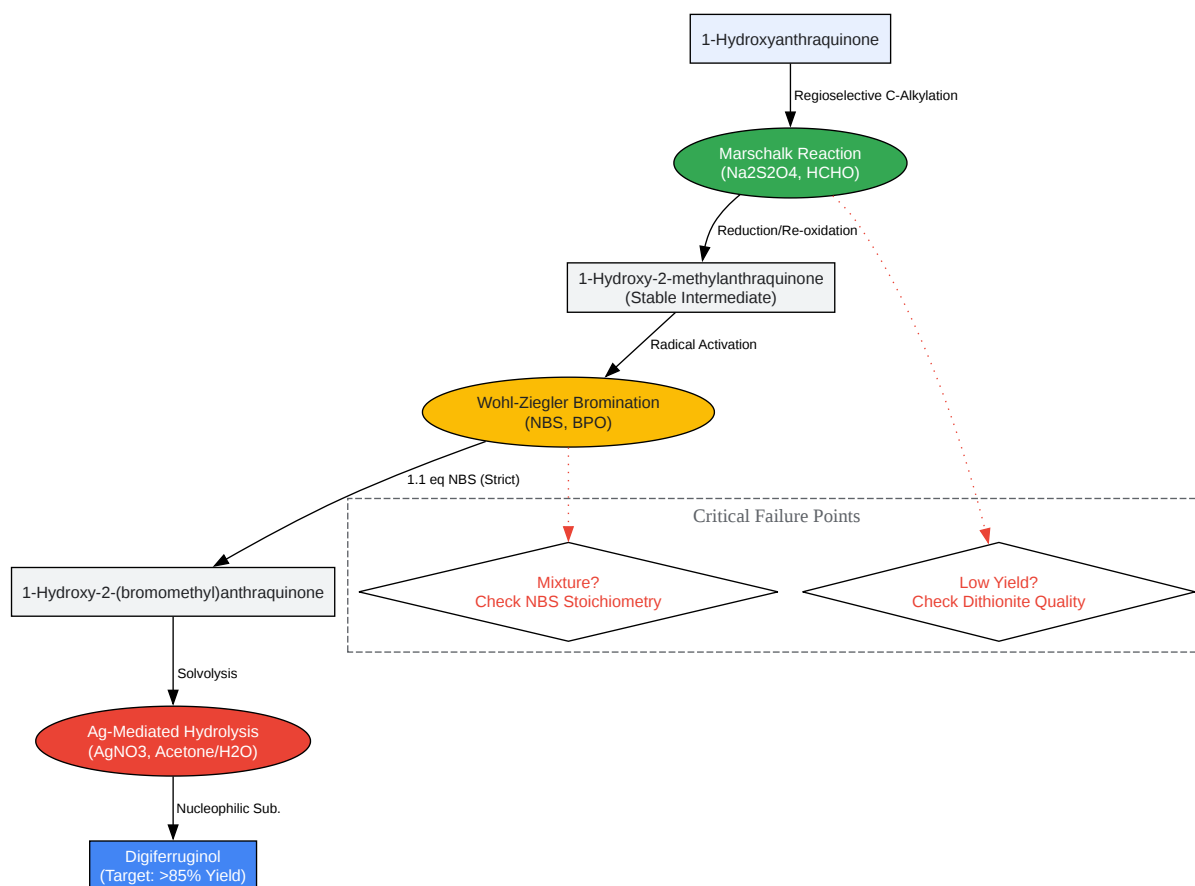 1-Hydroxyanthraquinone
Regioselective C-Alkylation
Marschalk Reaction
(Na2S2O4, HCHO)
Reduction/Re-oxidation
1-Hydroxy-2-methylanthraquinone
(Stable Intermediate)
Radical Activation
Wohl-Ziegler Bromination
(NBS, BPO)
1.1 eq NBS (Strict)
Critical Failure Points
Mixture?
Check NBS Stoichiometry
Low Yield?
Check Dithionite Quality
1-Hydroxy-2-(bromomethyl)anthraquinone
Solvolysis
Ag-Mediated Hydrolysis
(AgNO3, Acetone/H2O)
Nucleophilic Sub.
Digiferruginol
(Target: >85% Yield)